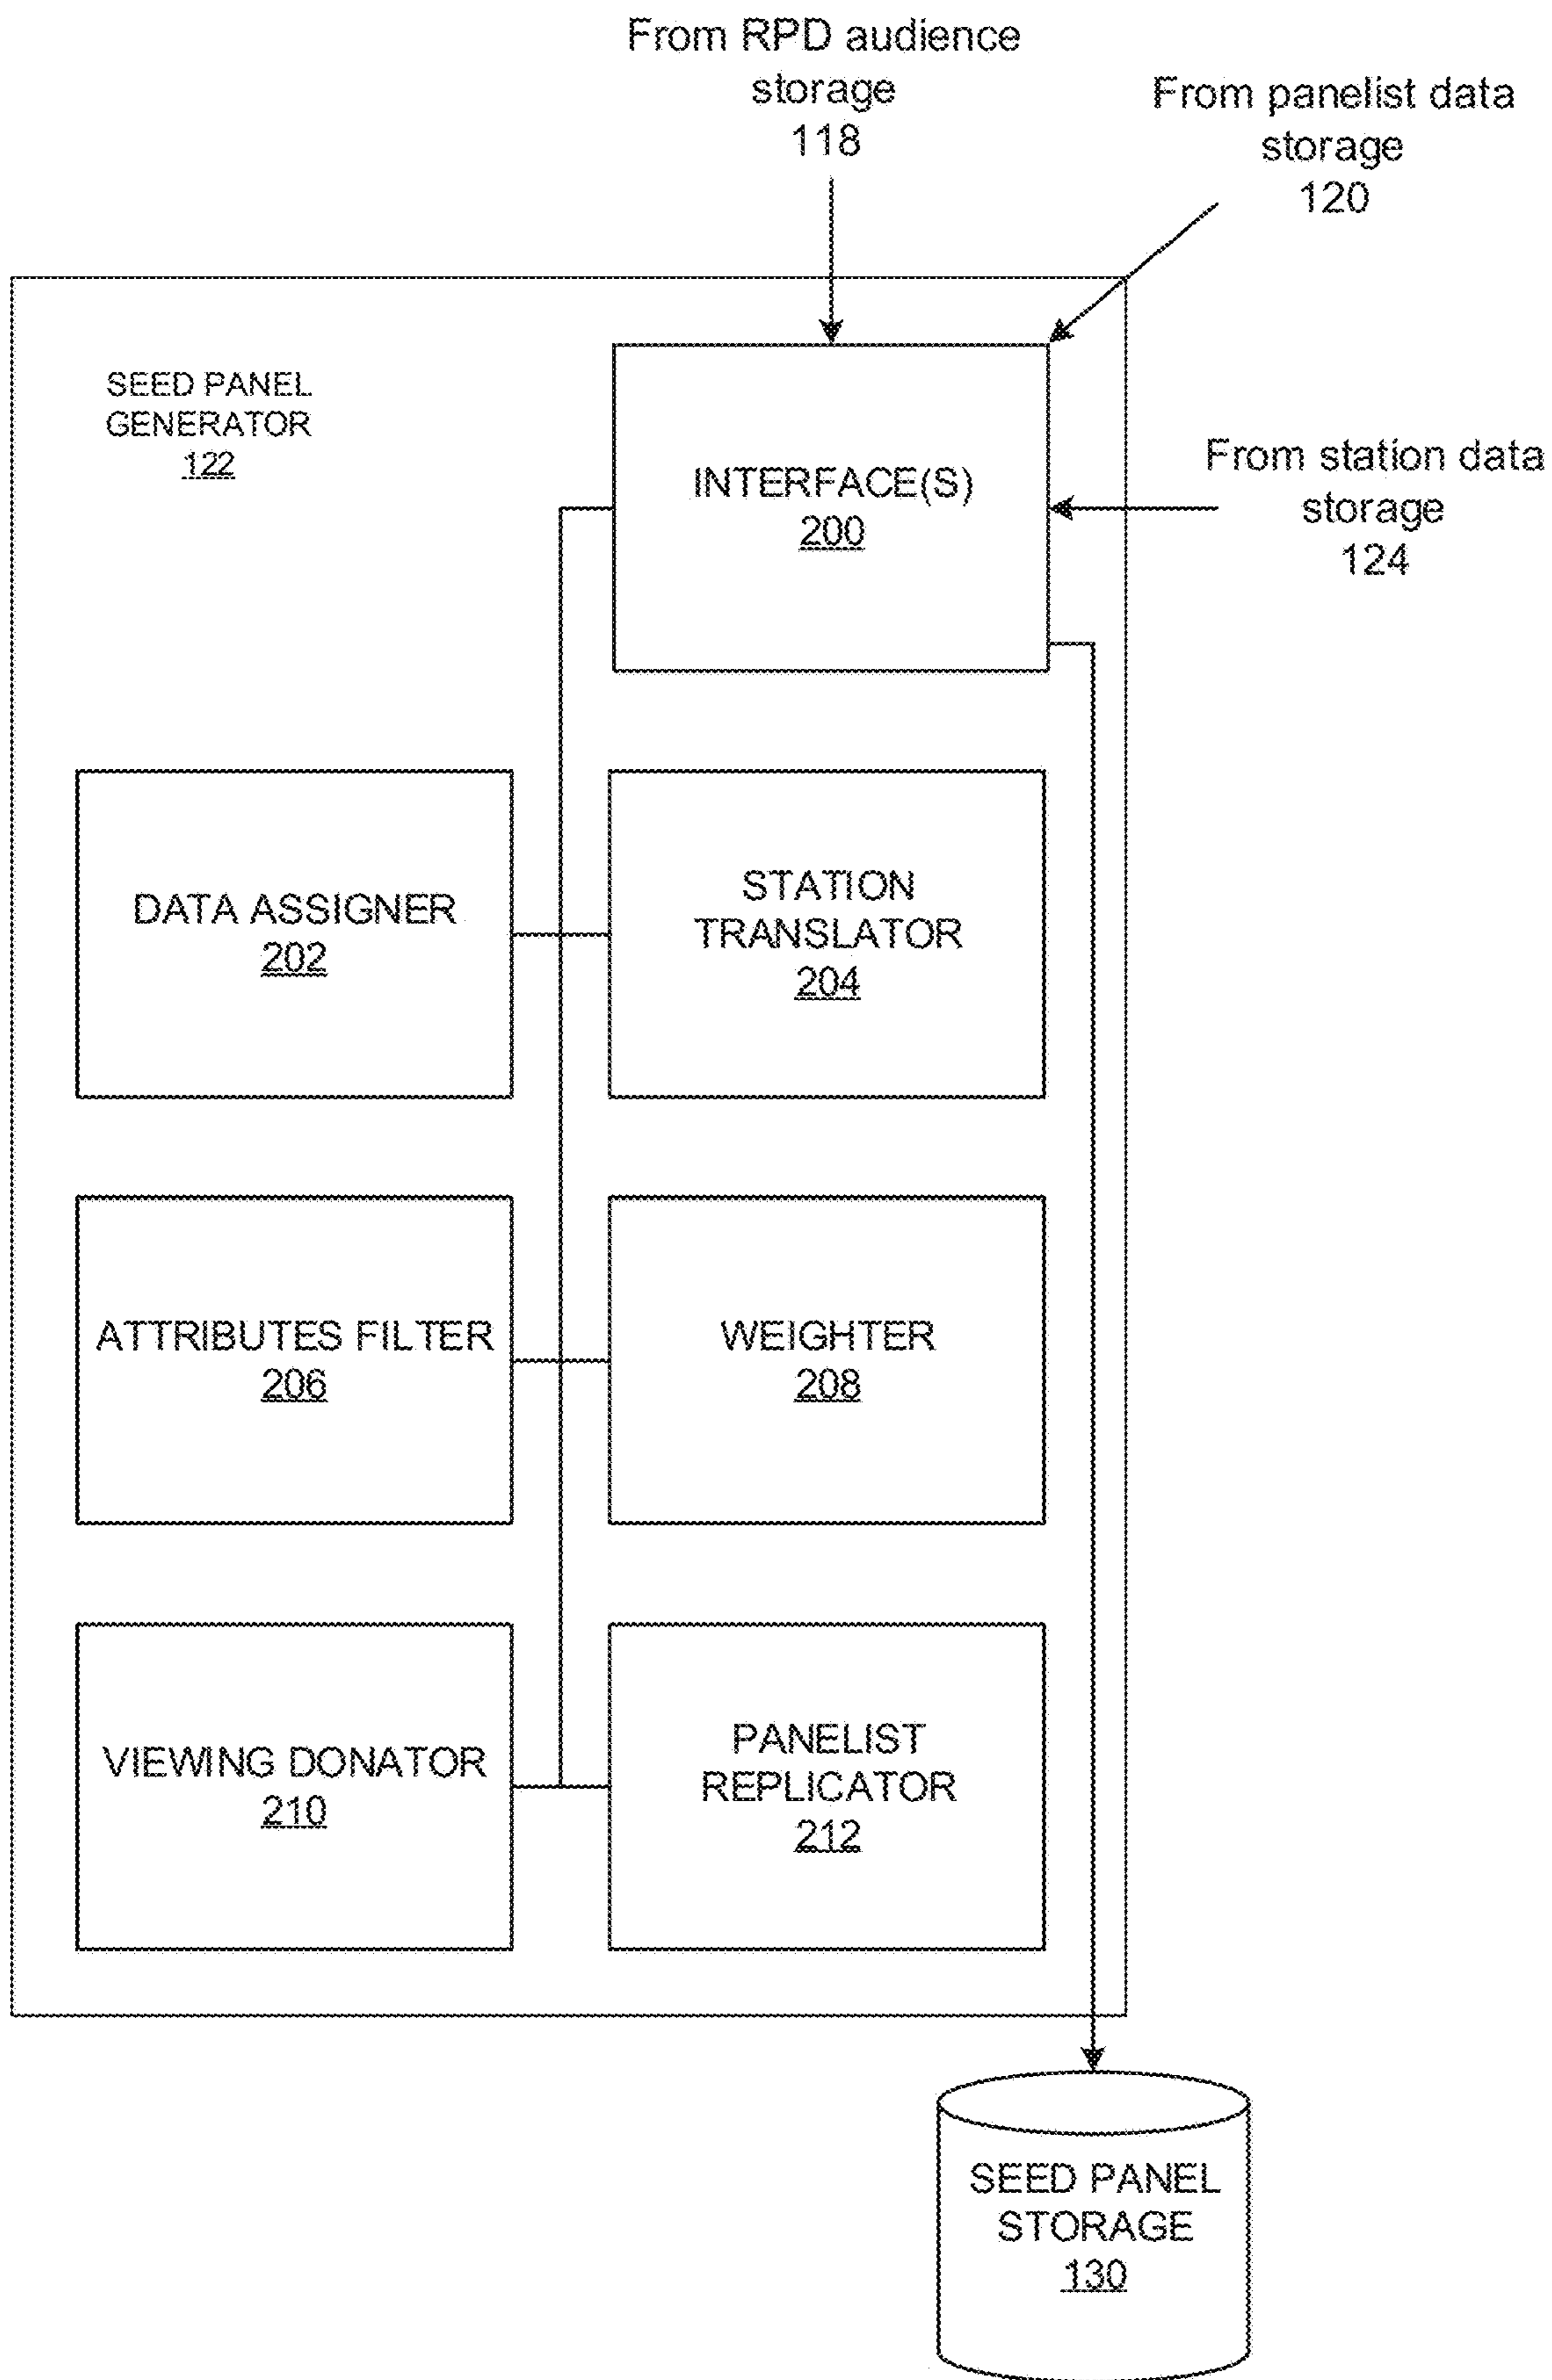 From RPD audience
storage
118
From panelist data
storage
120
SEED PANEL
GENERATOR
122
INTERFACE(S)
200
From station data
storage
124
DATA ASSIGNER
202
STATION
TRANSLATOR
204
ATTRIBUTES FILTER
206
WEIGHTER
208
VIEWING DONATOR
210
PANELIST
REPLICATOR
212
SEED PANEL
STORAGE
130